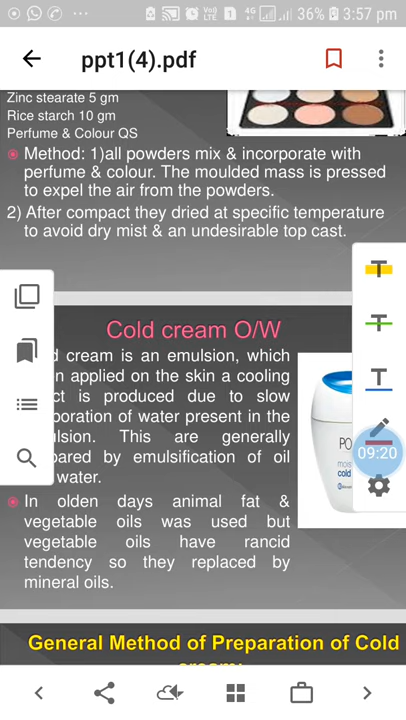 36% 3:57 pm
ppt1(4).pdf
Zinc stearate 5 gm
Rice starch 10 gm
Perfume & Colour QS
Method: 1)all powders mix & incorporate with
perfume & colour. The moulded mass is pressed
to expel the air from the powders.
2) After compact they dried at specific temperature
to avoid dry mist & an undesirable top cast.
Cold cream O/W
cream is an emulsion, which
applied on the skin a cooling
is produced due to slow
of water present in the
This are generally
by emulsification of oil
water.
In olden days animal fat &
vegetable oils was used but
vegetable oils have rancid
tendency so they replaced by
mineral oils.
PO
mois
cold
09:20
General Method of Preparation of Cold